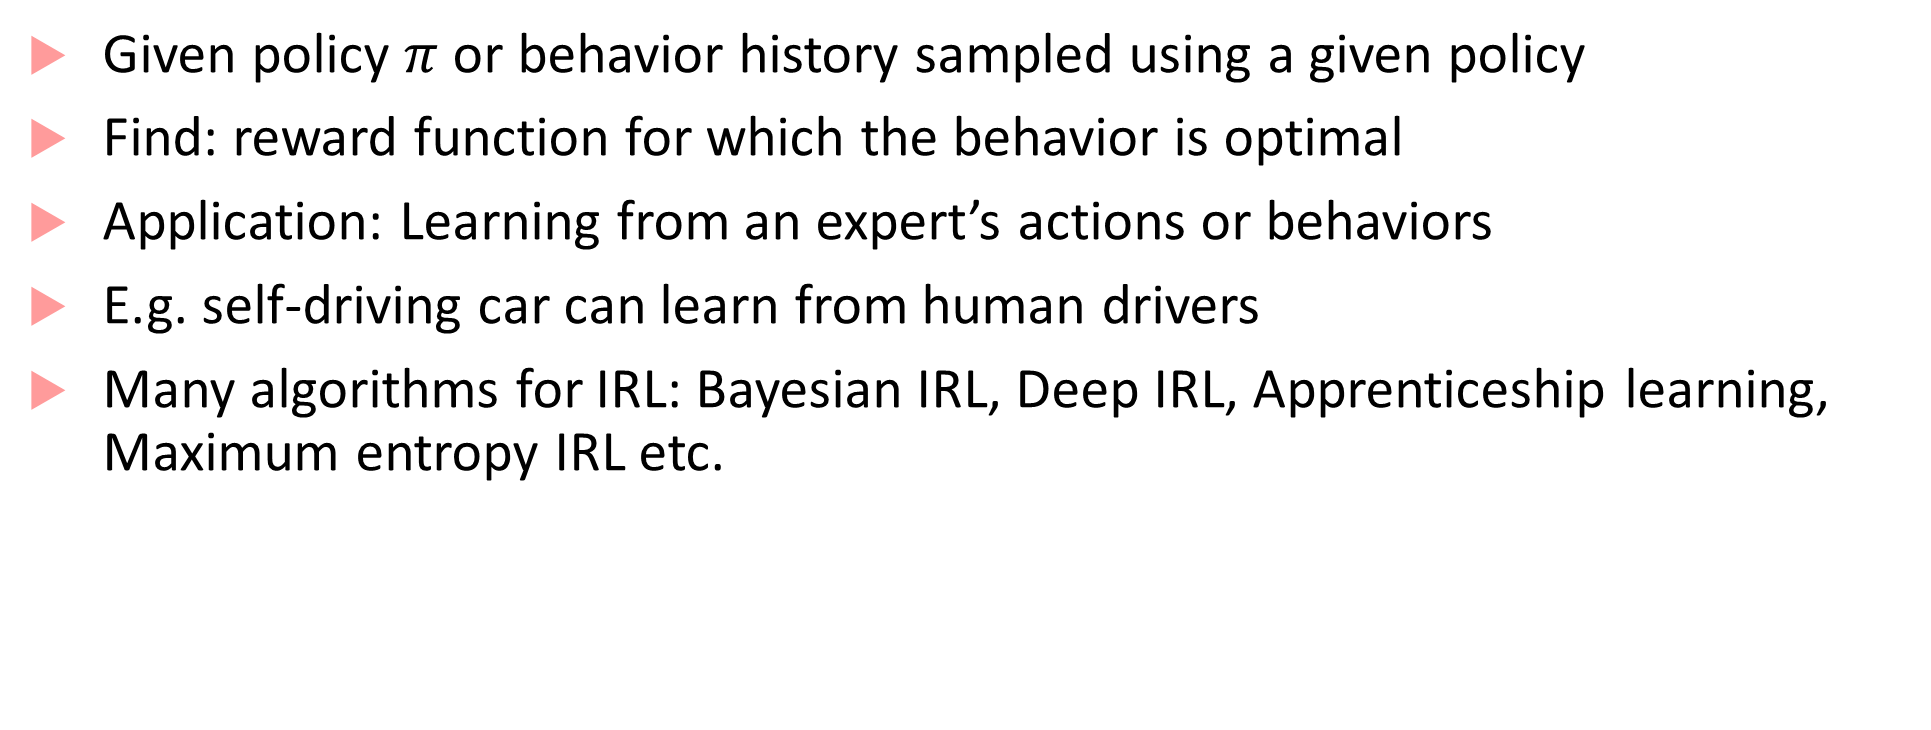 Given policy π or behavior history sampled using a given policy
Find: reward function for which the behavior is optimal
Application: Learning from an expert’s actions or behaviors
E.g. self-driving car can learn from human drivers
Many algorithms for IRL: Bayesian IRL, Deep IRL, Apprenticeship learning,
Maximum entropy IRL etc.